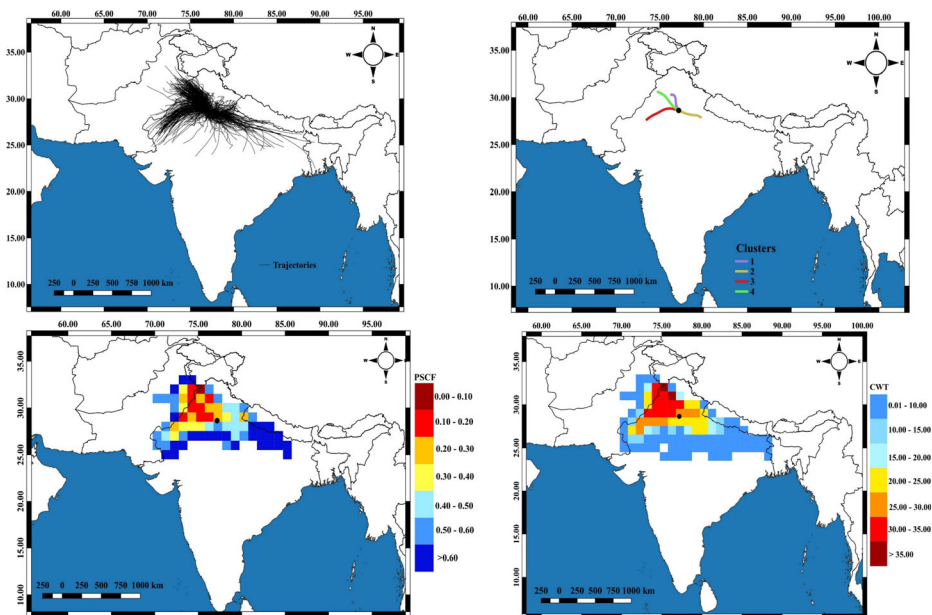 60.00 65.00 70.00 75.00 80.00 85.00 90.00 95.00
N
W E
S
35.00
30.00
25.00
20.00
15.00
10.00
Trajectories
250 0 250 500 750 1000 km
60.00 65.00 70.00 75.00 80.00 85.00 90.00 95.00 100.00
N
W E
S
35.00
30.00
25.00
20.00
15.00
10.00
Clusters
1
2
3
4
250 0 250 500 750 1000 km
60.00 65.00 70.00 75.00 80.00 85.00 90.00 95.00
N
W E
S
35.00
30.00
25.00
20.00
15.00
10.00
250 0 250 500 750 1000 km
PSCF
0.00 - 0.10
0.10 - 0.20
0.20 - 0.30
0.30 - 0.40
0.40 - 0.50
0.50 - 0.60
>0.60
60.00 65.00 70.00 75.00 80.00 85.00 90.00 95.00 100.00
N
W E
S
35.00
30.00
25.00
20.00
15.00
10.00
250 0 250 500 750 1000 km
CWT
0.01 - 10.00
10.00 - 15.00
15.00 - 20.00
20.00 - 25.00
25.00 - 30.00
30.00 - 35.00
> 35.00